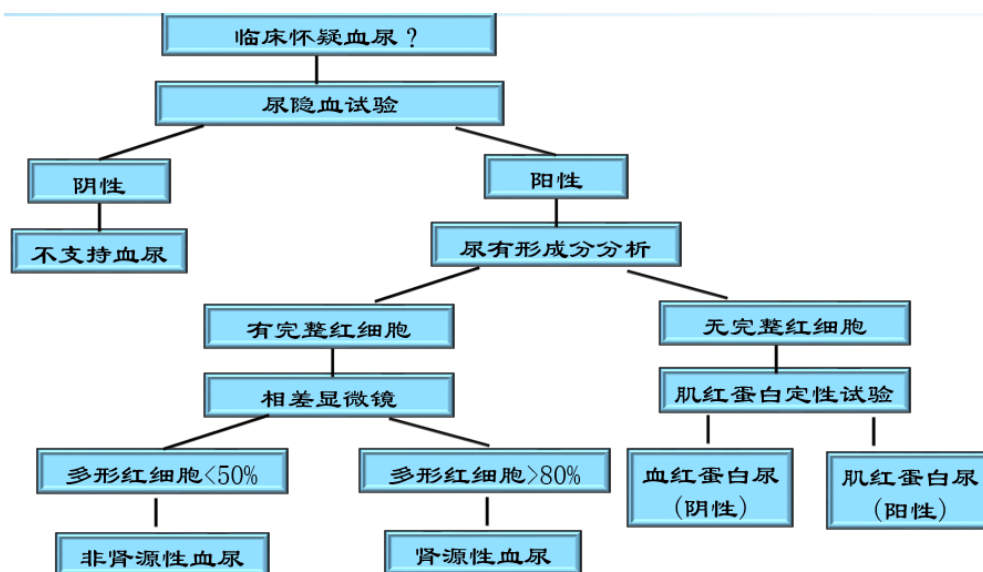 临床怀疑血尿?
尿隐血试验
阴性
阳性
不支持血尿
尿有形成分分析
有完整红细胞
无完整红细胞
相差显微镜
肌红蛋白定性试验
多形红细胞<50%
多形红细胞>80%
血红蛋白尿
(阴性)
肌红蛋白尿
(阳性)
非肾源性血尿
肾源性血尿